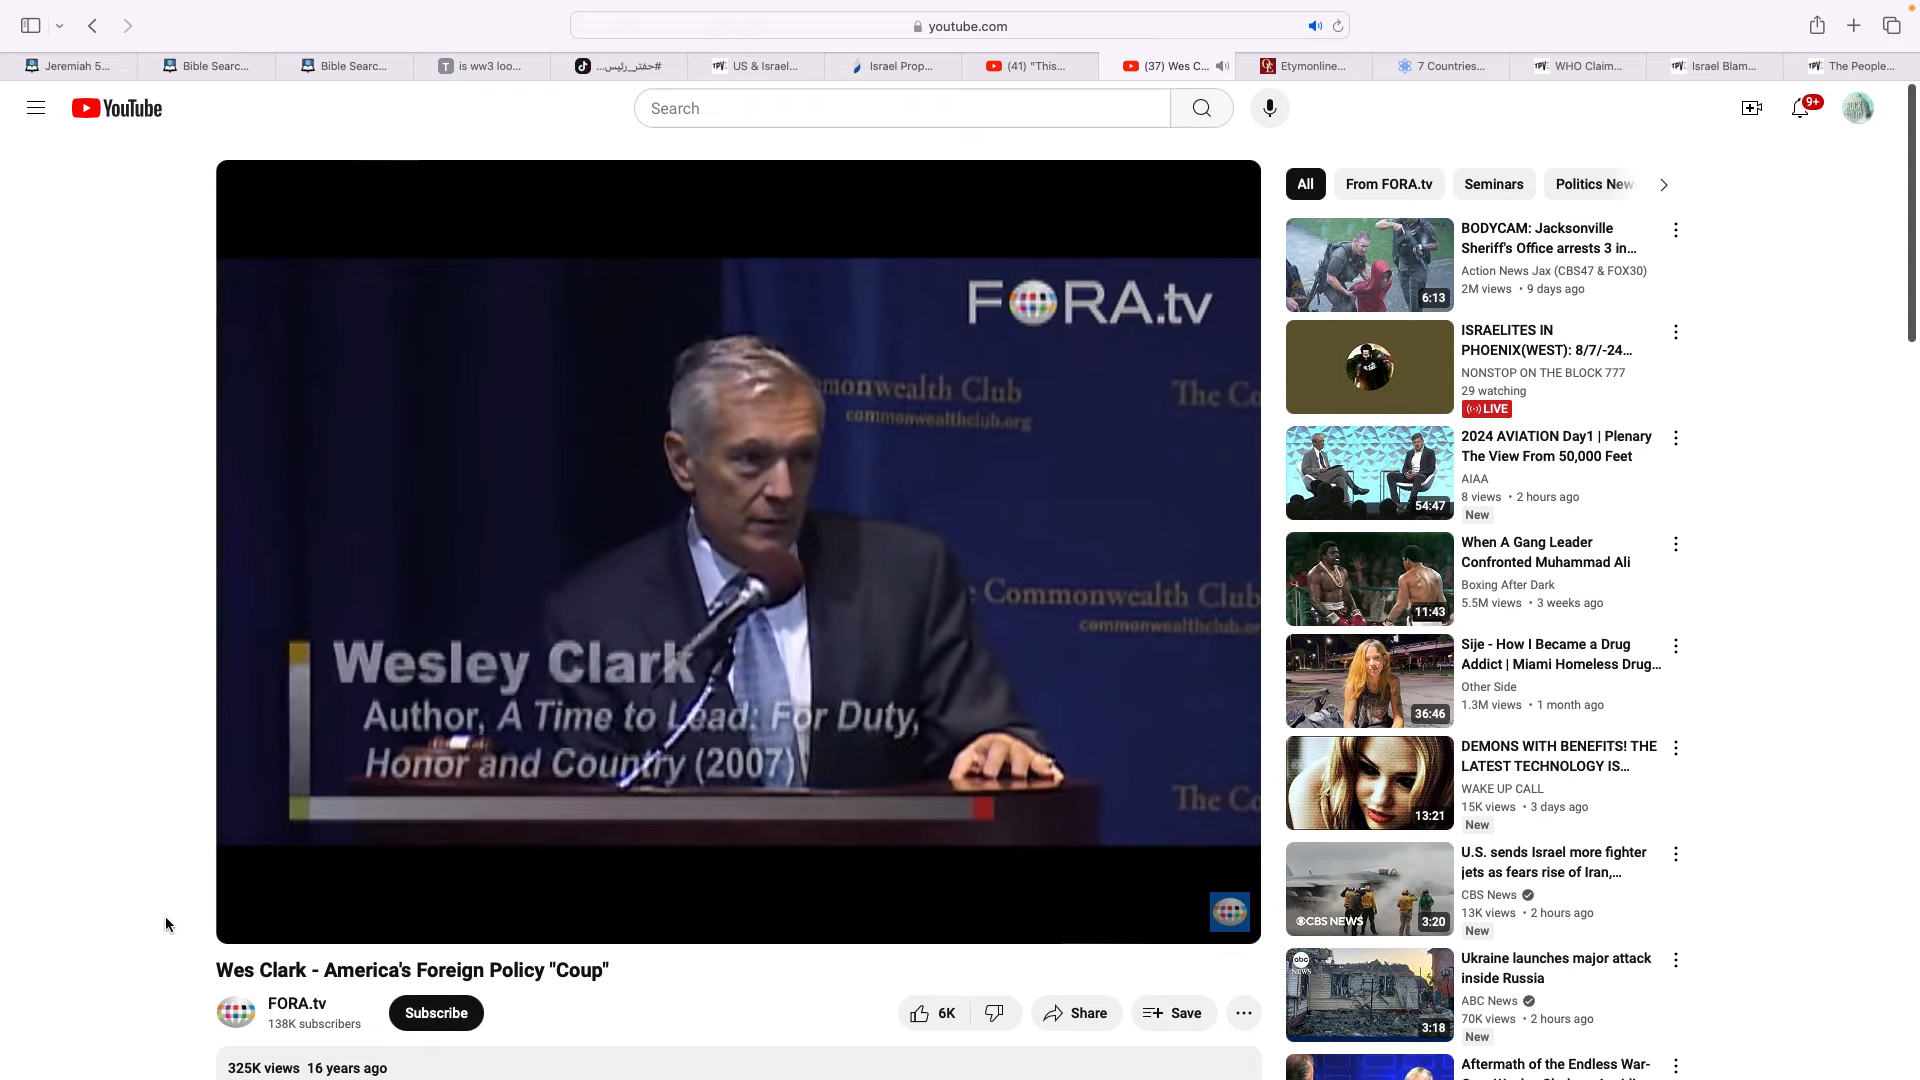 youtube.com
Jeremiah 5...
Bible Searc...
Bible Searc...
is ww3 loo...
#حفتر_رئيس...
US & Israel...
Israel Prop...
(41) "This...
(37) Wes C...
Etymonline...
7 Countries...
WHO Claim...
Israel Blam...
The People...
YouTube
Search
9+
All
From FORA.tv
Seminars
Politics New
FORA.tv
monwealth Club
commonwealthclub.org
The Co
Commonwealth Club
commonwealthclub.or
The Co
Wesley Clark
Author, A Time to Lead: For Duty,
Honor and Country (2007)
Wes Clark - America's Foreign Policy "Coup"
FORA.tv
138K subscribers
Subscribe
6K
Share
Save
325K views 16 years ago
BODYCAM: Jacksonville
Sheriff's Office arrests 3 in...
Action News Jax (CBS47 & FOX30)
2M views • 9 days ago
6:13
ISRAELITES IN
PHOENIX(WEST): 8/7/-24...
NONSTOP ON THE BLOCK 777
29 watching
LIVE
2024 AVIATION Day1 | Plenary
The View From 50,000 Feet
AIAA
8 views • 2 hours ago
New
54:47
When A Gang Leader
Confronted Muhammad Ali
Boxing After Dark
5.5M views • 3 weeks ago
11:43
Sije - How I Became a Drug
Addict | Miami Homeless Drug...
Other Side
1.3M views • 1 month ago
36:46
DEMONS WITH BENEFITS! THE
LATEST TECHNOLOGY IS...
WAKE UP CALL
15K views • 3 days ago
New
13:21
U.S. sends Israel more fighter
jets as fears rise of Iran,...
CBS News
13K views • 2 hours ago
New
CBS NEWS
3:20
Ukraine launches major attack
inside Russia
ABC News
70K views • 2 hours ago
New
abc
NEWS
3:18
Aftermath of the Endless War-